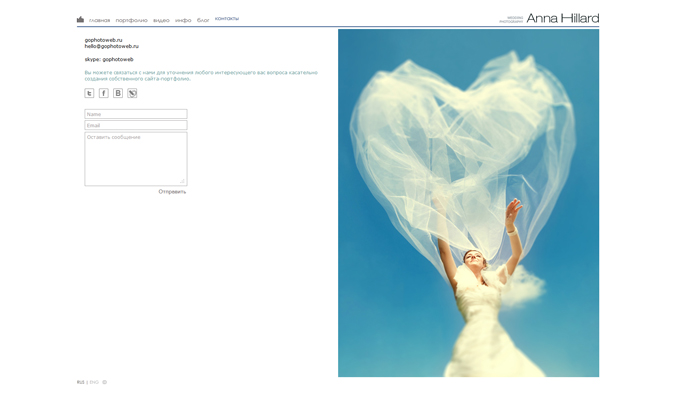 главная портфолио видео инфо блог контакты
WEDDING PHOTOGRAPHY
Anna Hillard
gophotoweb.ru
hello@gophotoweb.ru
skype: gophotoweb
Вы можете связаться с нами для уточнения любого интересующего вас вопроса касательно
создания собственного сайта-портфолио.
Name
Email
Оставить сообщение
Отправить
RUS | ENG